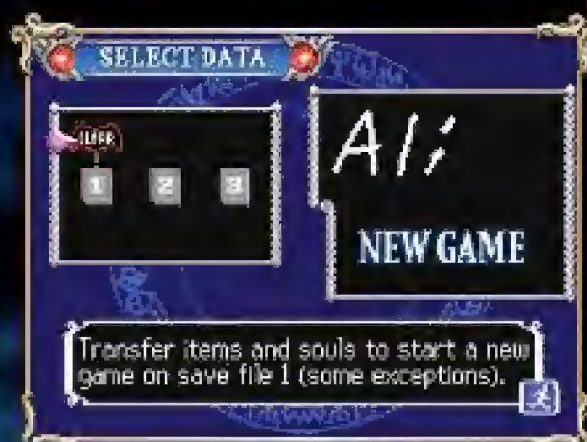 SELECT DATA
CLEAR
1 2 3
Ali
NEW GAME
Transfer items and souls to start a new
game on save file 1 (some exceptions).